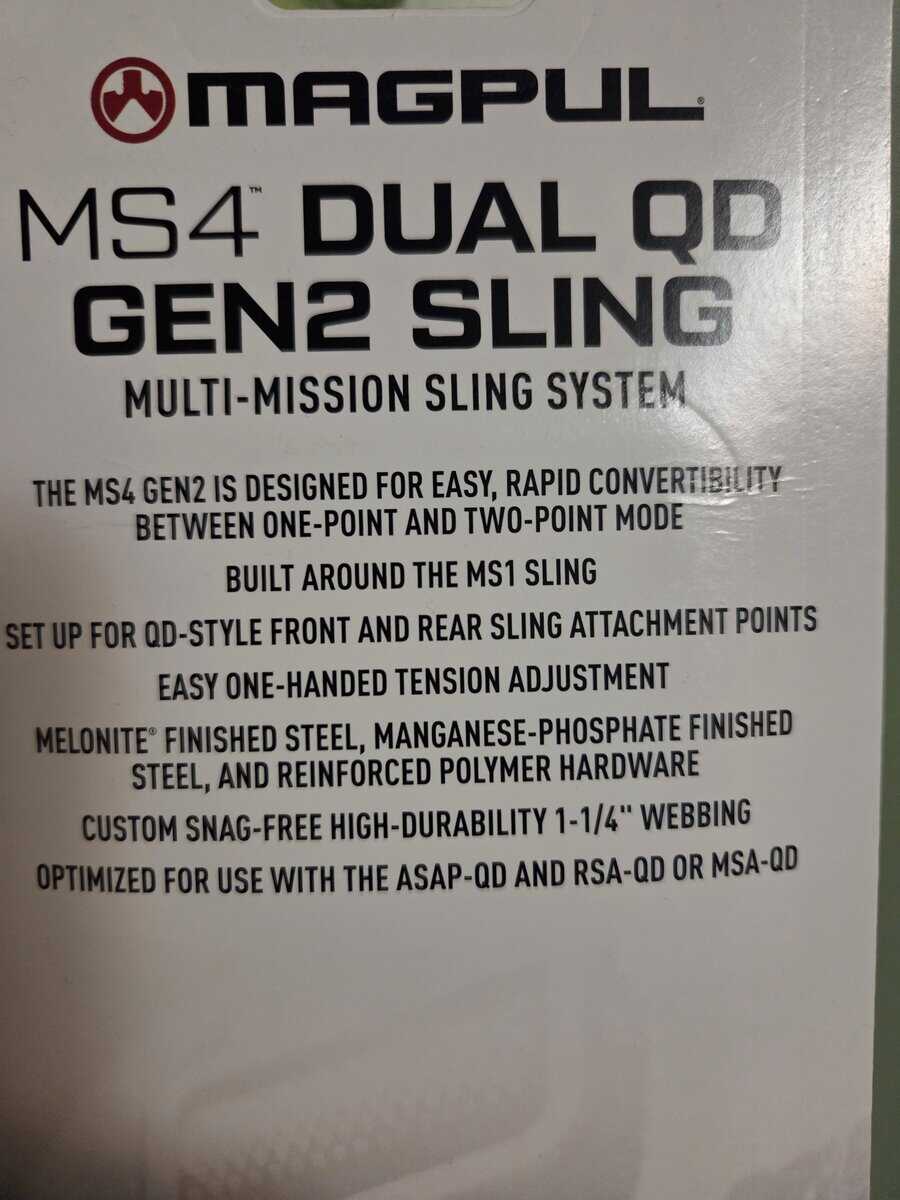 MAGPUL®
MS4™ DUAL QD
GEN2 SLING
MULTI-MISSION SLING SYSTEM
THE MS4 GEN2 IS DESIGNED FOR EASY, RAPID CONVERTIBILITY
BETWEEN ONE-POINT AND TWO-POINT MODE
BUILT AROUND THE MS1 SLING
SET UP FOR QD-STYLE FRONT AND REAR SLING ATTACHMENT POINTS
EASY ONE-HANDED TENSION ADJUSTMENT
MELONITE® FINISHED STEEL, MANGANESE-PHOSPHATE FINISHED
STEEL, AND REINFORCED POLYMER HARDWARE
CUSTOM SNAG-FREE HIGH-DURABILITY 1-1/4" WEBBING
OPTIMIZED FOR USE WITH THE ASAP-QD AND RSA-QD OR MSA-QD